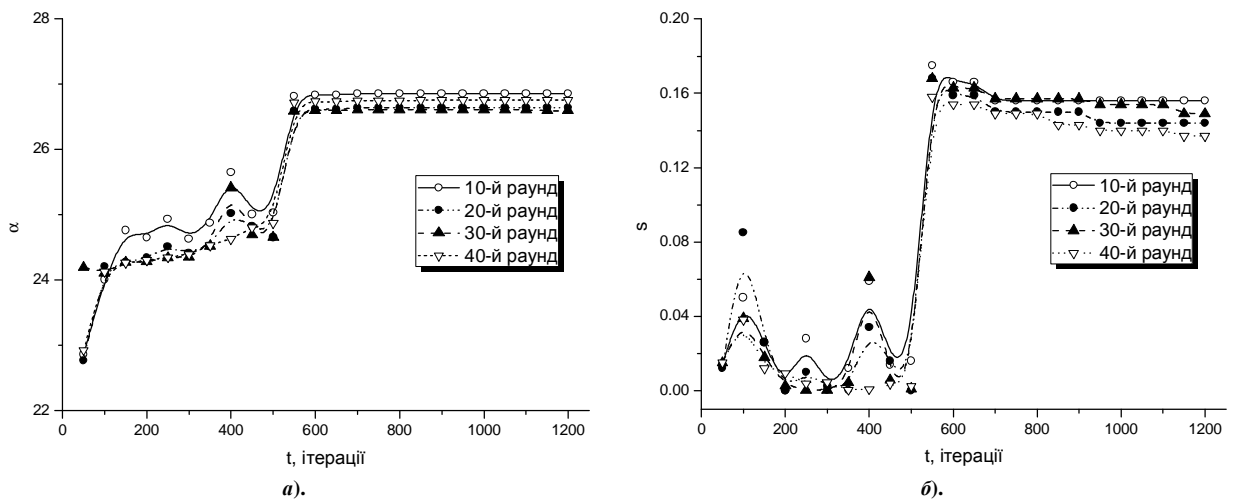 28
26
24
22
α
0
200
400
600
800
1000
1200
t, ітерації
10-й раунд
20-й раунд
30-й раунд
40-й раунд
а).
0.20
0.16
0.12
0.08
0.04
0.00
s
0
200
400
600
800
1000
1200
t, ітерації
10-й раунд
20-й раунд
30-й раунд
40-й раунд
б).